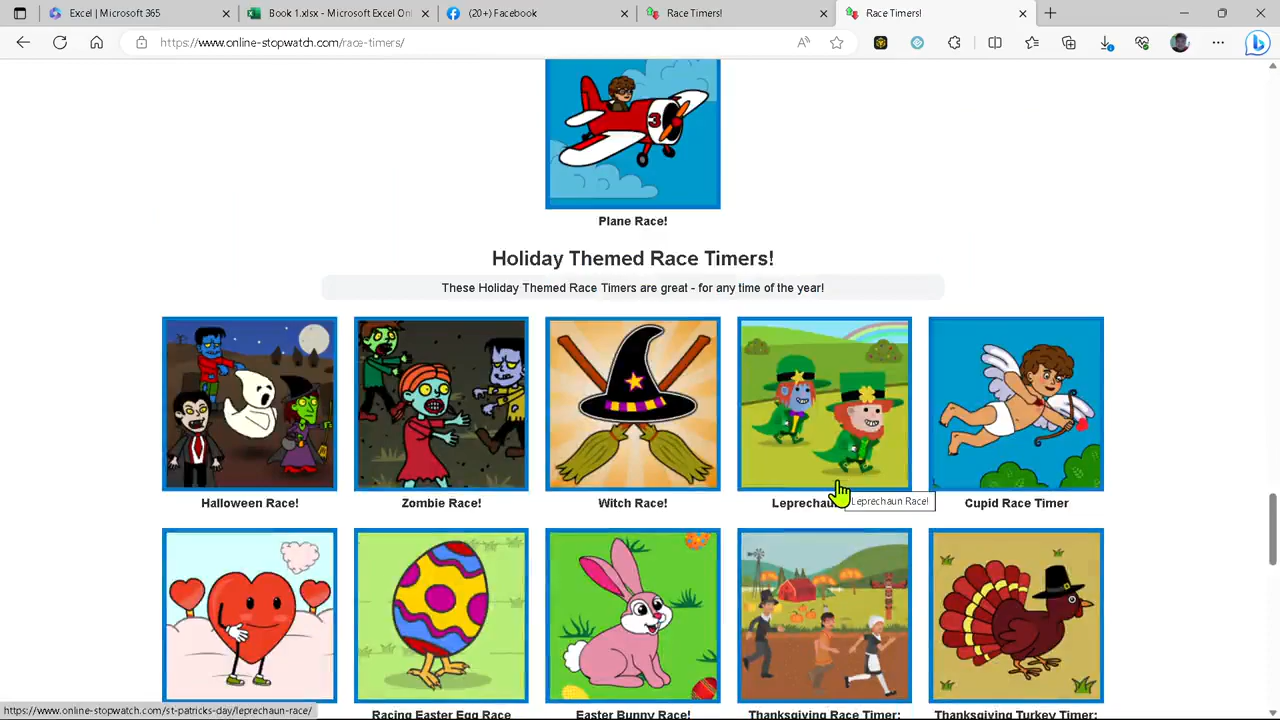 Excel | Microsoft 365
Book 1.xlsx - Microsoft Excel Onl
(20+) Facebook
Race Timers!
Race Timers!
https://www.online-stopwatch.com/race-timers/
3
Plane Race!
Holiday Themed Race Timers!
These Holiday Themed Race Timers are great - for any time of the year!
Halloween Race!
Zombie Race!
Witch Race!
Leprechaun
Leprechaun Race!
Cupid Race Timer
https://www.online-stopwatch.com/st-patricks-day/leprechaun-race/
Racing Easter Egg Race
Easter Bunny Race!
Thanksgiving Race Timer:
Thanksgiving Turkey Timer: